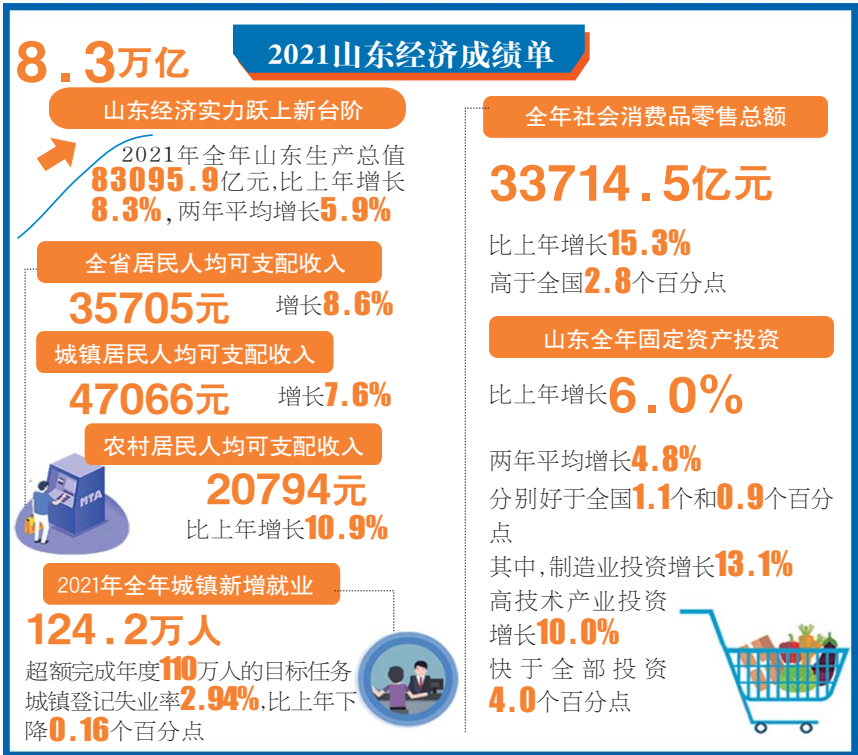 2021山东经济成绩单
8.3万亿
山东经济实力跃上新台阶
2021年全年山东生产总值
83095.9亿元,比上年增长
8.3%,两年平均增长5.9%
全省居民人均可支配收入
35705元 增长8.6%
城镇居民人均可支配收入
47066元 增长7.6%
农村居民人均可支配收入
20794元
比上年增长10.9%
MTA
2021年全年城镇新增就业
124.2万人
超额完成年度110万人的目标任务
城镇登记失业率2.94%,比上年下
降0.16个百分点
全年社会消费品零售总额
33714.5亿元
比上年增长15.3%
高于全国2.8个百分点
山东全年固定资产投资
比上年增长6.0%
两年平均增长4.8%
分别好于全国1.1个和0.9个百分
点
其中,制造业投资增长13.1%
高技术产业投资
增长10.0%
快于全部投资
4.0个百分点